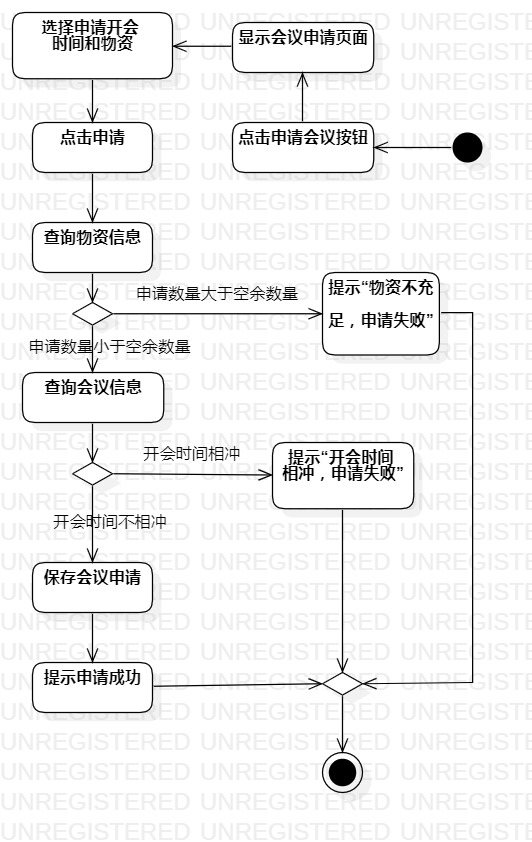 选择申请开会
时间和物资
显示会议申请页面
点击申请
点击申请会议按钮
查询物资信息
申请数量大于空余数量
提示“物资不充
足，申请失败”
申请数量小于空余数量
查询会议信息
开会时间相冲
提示“开会时间
相冲，申请失败”
开会时间不相冲
保存会议申请
提示申请成功
UNREGISTERED